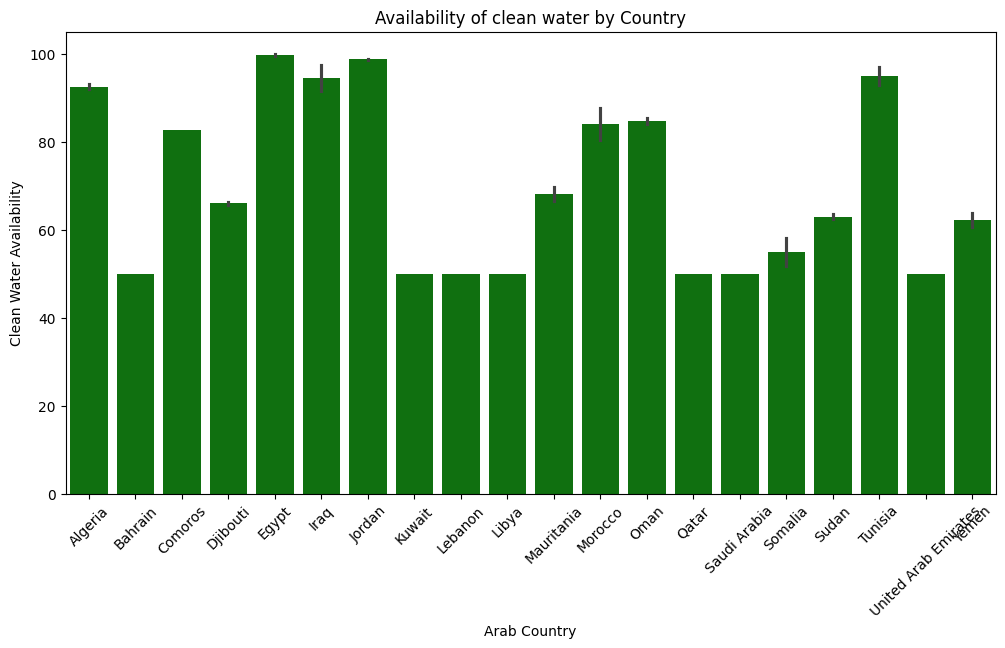 Availability of clean water by Country
Clean Water Availability
100
80
60
40
20
0
Algeria
Bahrain
Comoros
Djibouti
Egypt
Iraq
Jordan
Kuwait
Lebanon
Libya
Mauritania
Morocco
Oman
Qatar
Saudi Arabia
Somalia
Sudan
Tunisia
United Arab Emirates
Yemen
Arab Country